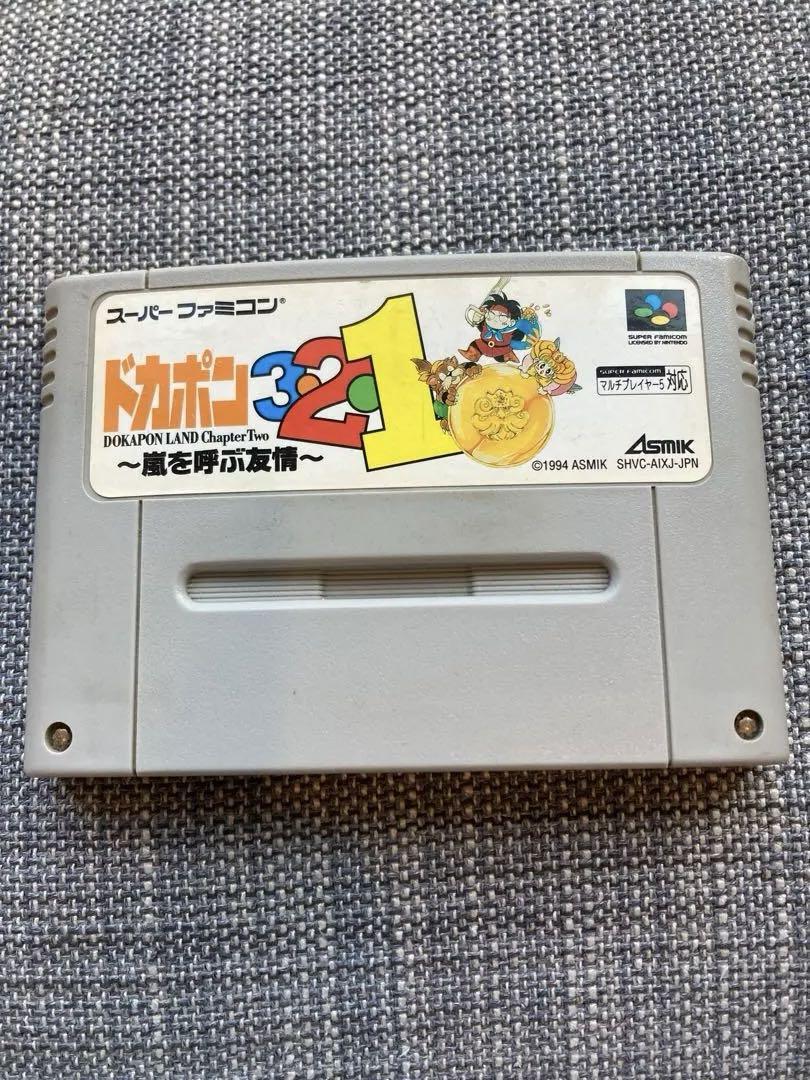 スーパーファミコン®
ドカポン3・2・1
DOKAPON LAND Chapter Two
～嵐を呼ぶ友情～
SUPER FAMICOM
LICENSED BY NINTENDO
SUPER FAMICOM
マルチプレイヤー5対応
ASMIK
©1994 ASMIK SHVC-AIXJ-JPN